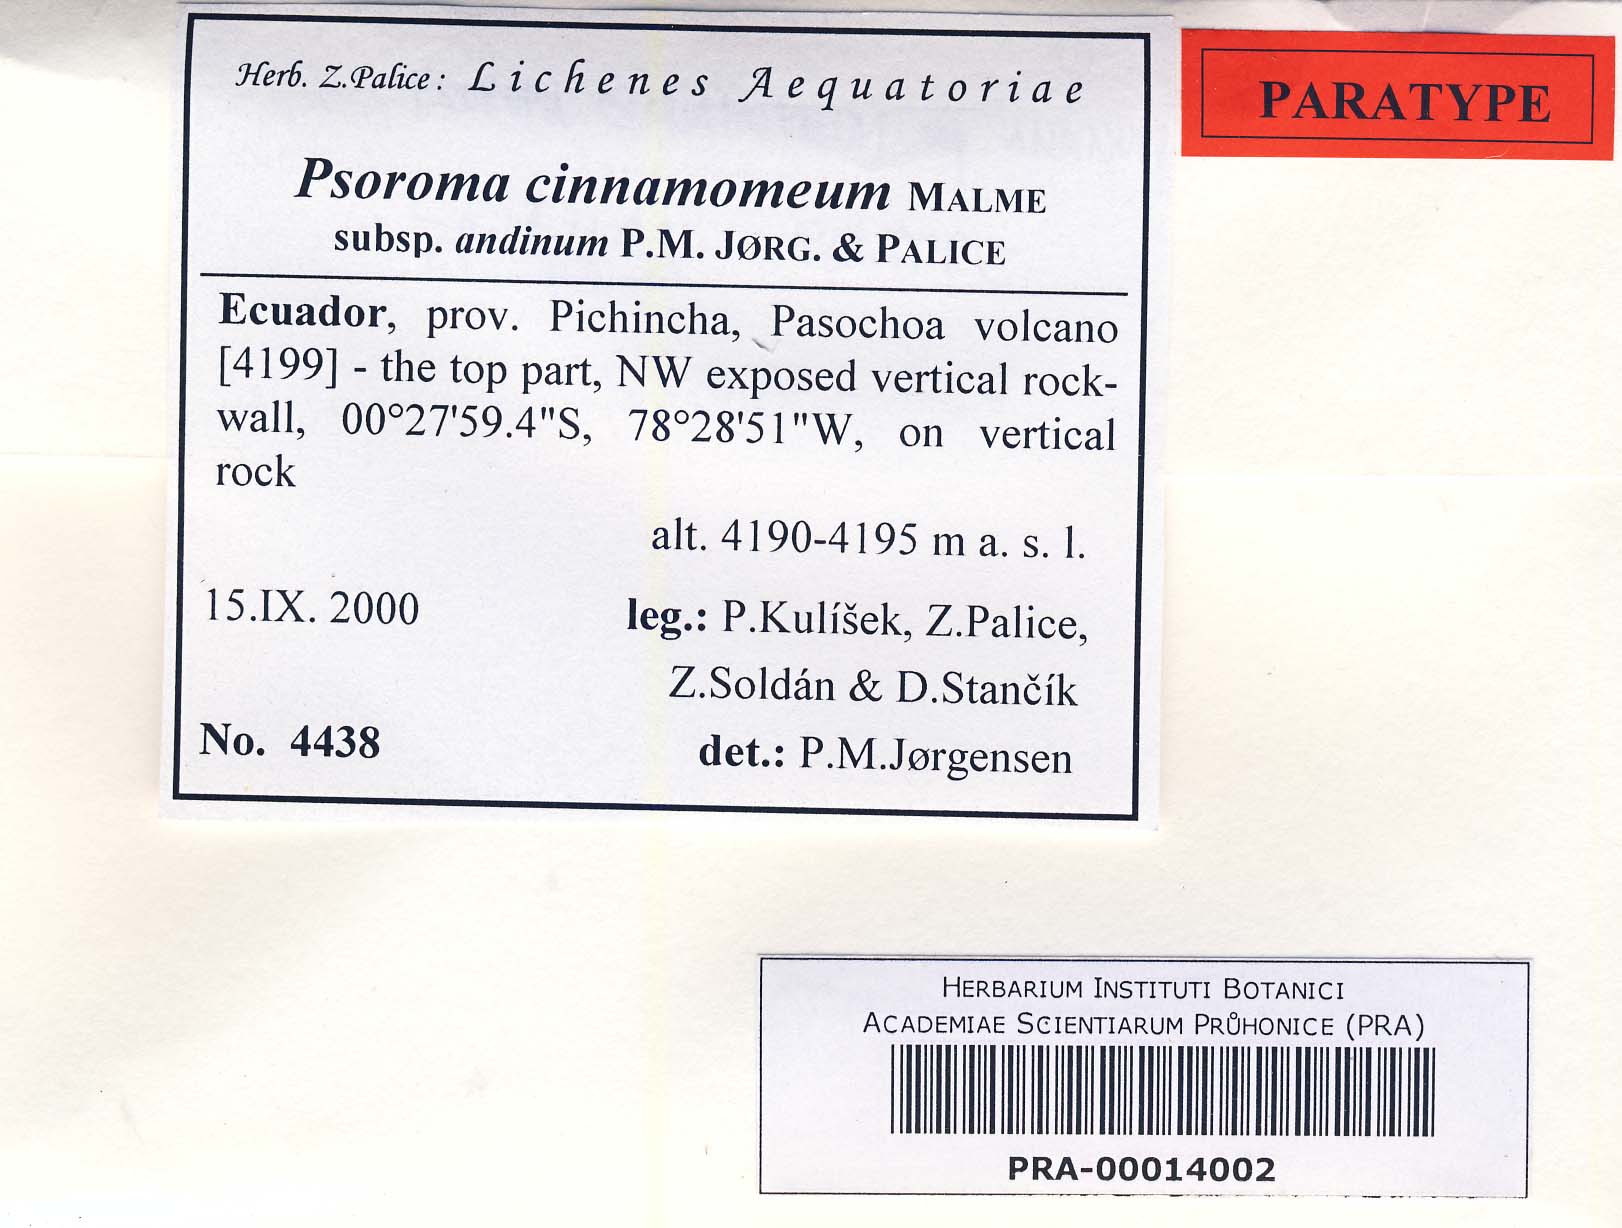 Herb. Z.Palice: Lichenes Aequatoriae
PARATYPE
Psoroma cinnamomeum MALME
subsp. andinum P.M. JØRG. & PALICE
Ecuador, prov. Pichincha, Pasochoa volcano
[4199] - the top part, NW exposed vertical rock-
wall, 00°27'59.4"S, 78°28'51"W, on vertical
rock
alt. 4190-4195 m a. s. l.
15.IX. 2000 leg.: P.Kulíšek, Z.Palice,
Z.Soldán & D.Stančík
No. 4438 det.: P.M.Jørgensen
HERBARIUM INSTITUTI BOTANICI
ACADEMIAE SCIENTIARUM PRŮHONICE (PRA)
PRA-00014002